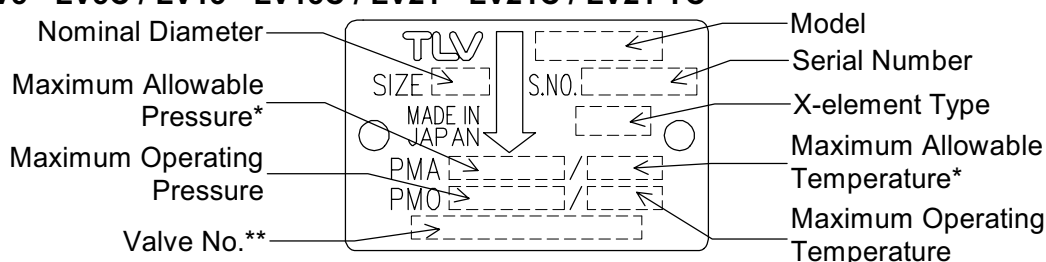 Nominal Diameter
Maximum Allowable
Pressure*
Maximum Operating
Pressure
Valve No.**
TLV
SIZE
S.NO.
MADE IN
JAPAN
PMA /
PMO /
Model
Serial Number
X-element Type
Maximum Allowable
Temperature*
Maximum Operating
Temperature